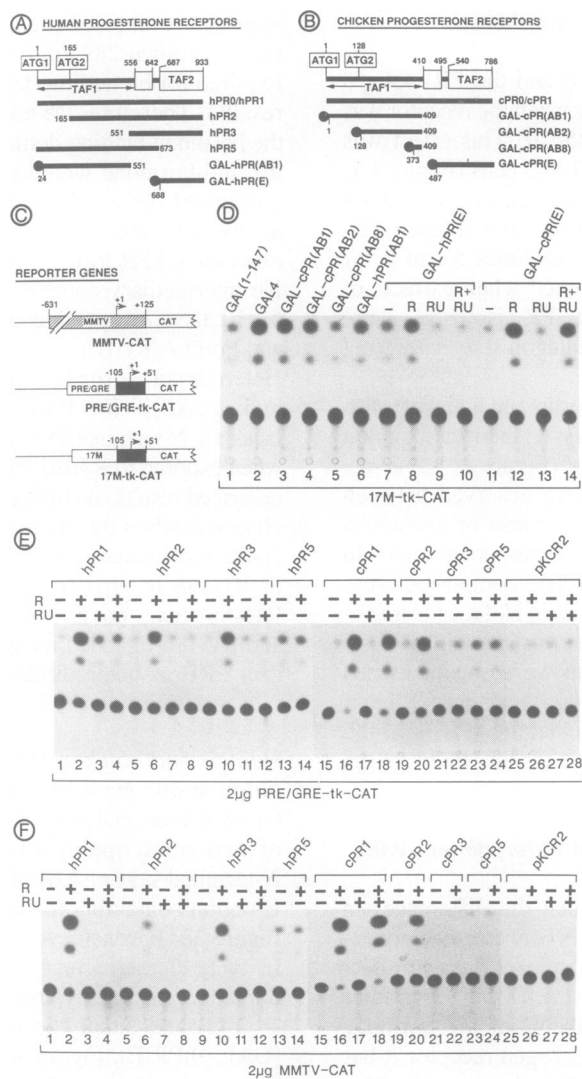 A HUMAN PROGESTERONE RECEPTORS
1 165 556 642 687 933
ATG1 ATG2 TAF2
TAF1
hPR0/hPR1
165 hPR2
551 hPR3
673 hPR5
551 GAL-hPR(AB1)
24
GAL-hPR(E)
688
B CHICKEN PROGESTERONE RECEPTORS
1 128 410 495 540 786
ATG1 ATG2 TAF2
TAF1
cPR0/cPR1
409 GAL-cPR(AB1)
1 409 GAL-cPR(AB2)
128 409 GAL-cPR(AB8)
373 GAL-cPR(E)
487
C
REPORTER GENES
-631 +1 +125
MMTV CAT
MMTV-CAT
-105 +1 +51
PRE/GRE CAT
PRE/GRE-tk-CAT
-105 +1 +51
17M CAT
17M-tk-CAT
D
GAL(1-147) GAL4 GAL-cPR(AB1) GAL-cPR(AB2) GAL-cPR(AB8) GAL-hPR(AB1) GAL-hPR(E) GAL-cPR(E)
R+ R+
– R RU RU – R RU RU
1 2 3 4 5 6 7 8 9 10 11 12 13 14
17M-tk-CAT
E
hPR1 hPR2 hPR3 hPR5 cPR1 cPR2 cPR3 cPR5 pKCR2
R – + – + – + – + – + – + – + – + – + – + – + – + – + – +
RU – – + + – – + + – – + + – – – – + + – – – – – – – – + +
1 2 3 4 5 6 7 8 9 10 11 12 13 14 15 16 17 18 19 20 21 22 23 24 25 26 27 28
2μg PRE/GRE-tk-CAT
F
hPR1 hPR2 hPR3 hPR5 cPR1 cPR2 cPR3 cPR5 pKCR2
R – + – + – + – + – + – + – + – + – + – + – + – + – + – +
RU – – + + – – + + – – + + – – – – + + – – – – – – – – + +
1 2 3 4 5 6 7 8 9 10 11 12 13 14 15 16 17 18 19 20 21 22 23 24 25 26 27 28
2μg MMTV-CAT